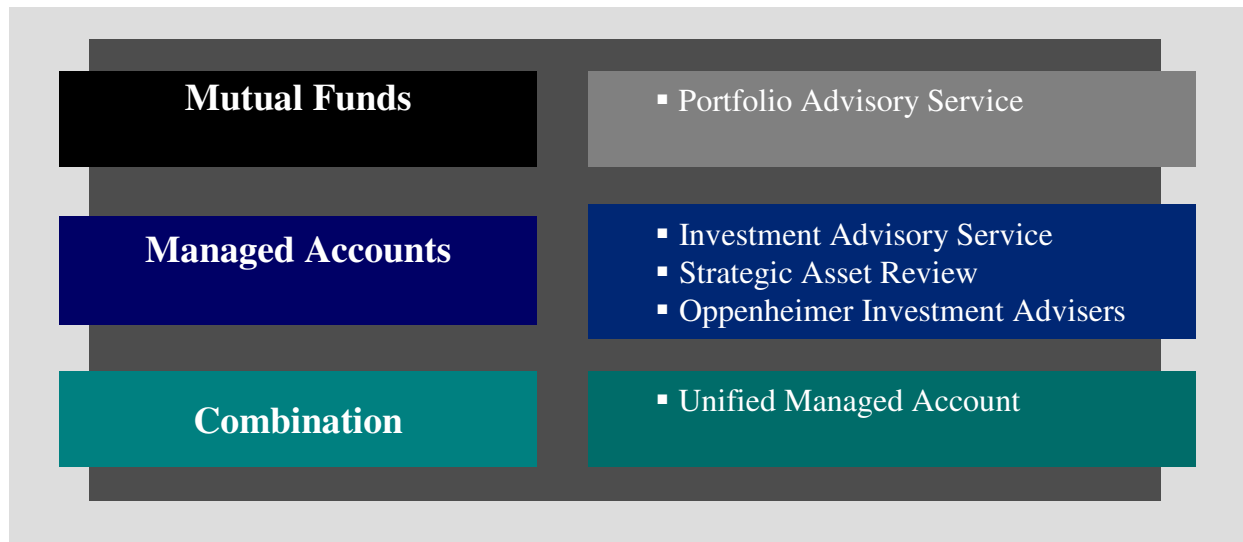 Mutual Funds
▪ Portfolio Advisory Service
Managed Accounts
▪ Investment Advisory Service
▪ Strategic Asset Review
▪ Oppenheimer Investment Advisers
Combination
▪ Unified Managed Account